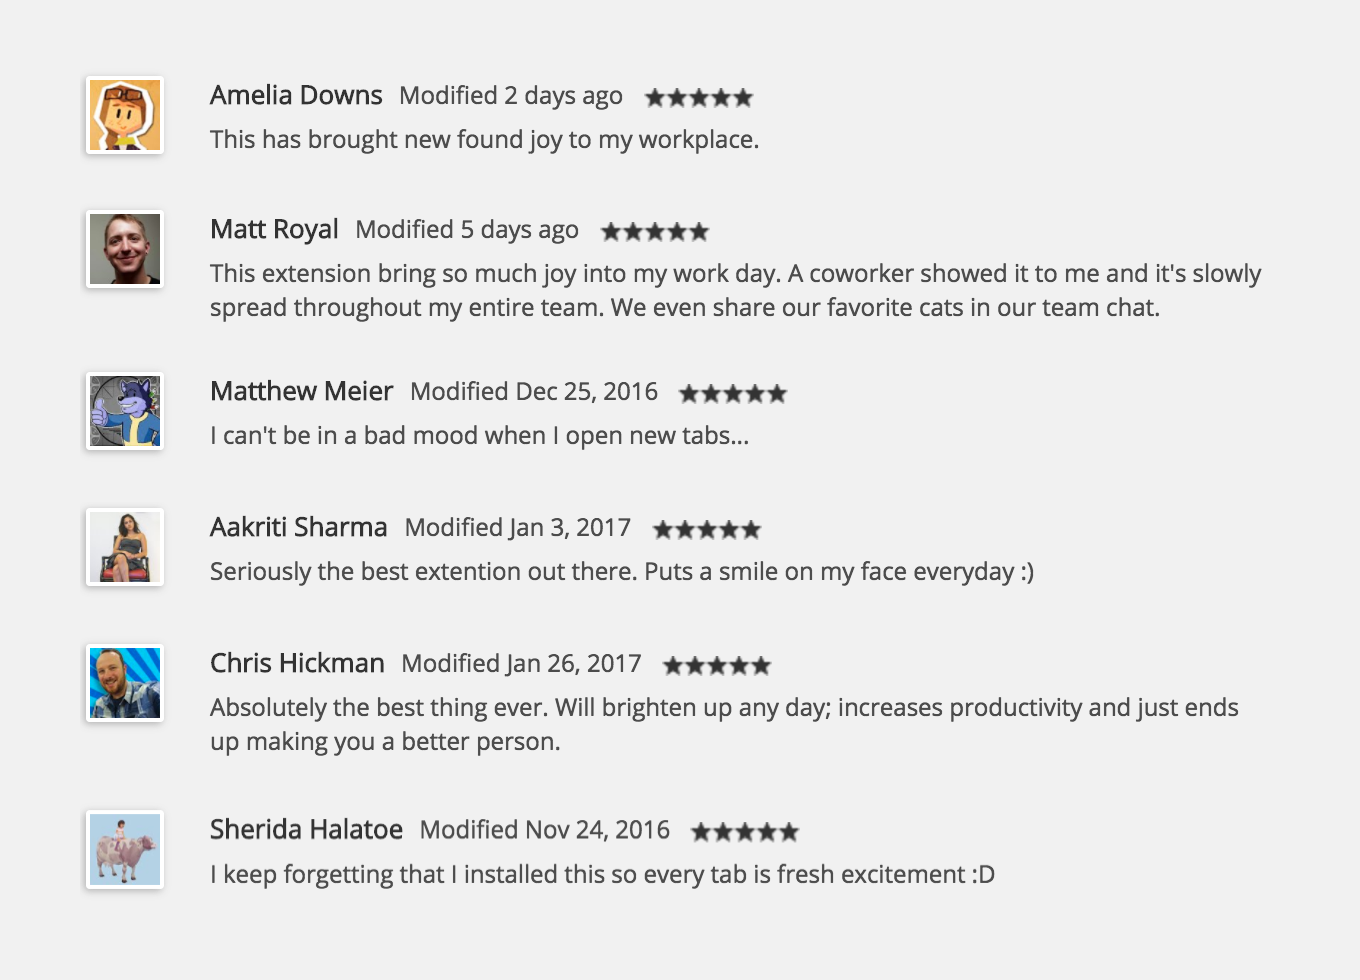 Amelia Downs Modified 2 days ago ★★★★★
This has brought new found joy to my workplace.
Matt Royal Modified 5 days ago ★★★★★
This extension bring so much joy into my work day. A coworker showed it to me and it's slowly
spread throughout my entire team. We even share our favorite cats in our team chat.
Matthew Meier Modified Dec 25, 2016 ★★★★★
I can't be in a bad mood when I open new tabs...
Aakriti Sharma Modified Jan 3, 2017 ★★★★★
Seriously the best extention out there. Puts a smile on my face everyday :)
Chris Hickman Modified Jan 26, 2017 ★★★★★
Absolutely the best thing ever. Will brighten up any day; increases productivity and just ends
up making you a better person.
Sherida Halatoe Modified Nov 24, 2016 ★★★★★
I keep forgetting that I installed this so every tab is fresh excitement :D